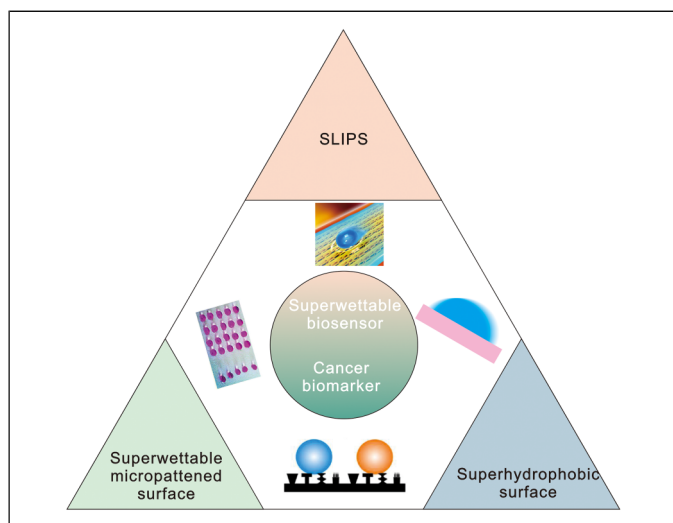 SLIPS
Superwettable
biosensor
Cancer
biomarker
Superwettable
micropattened
surface
Superhydrophobic
surface